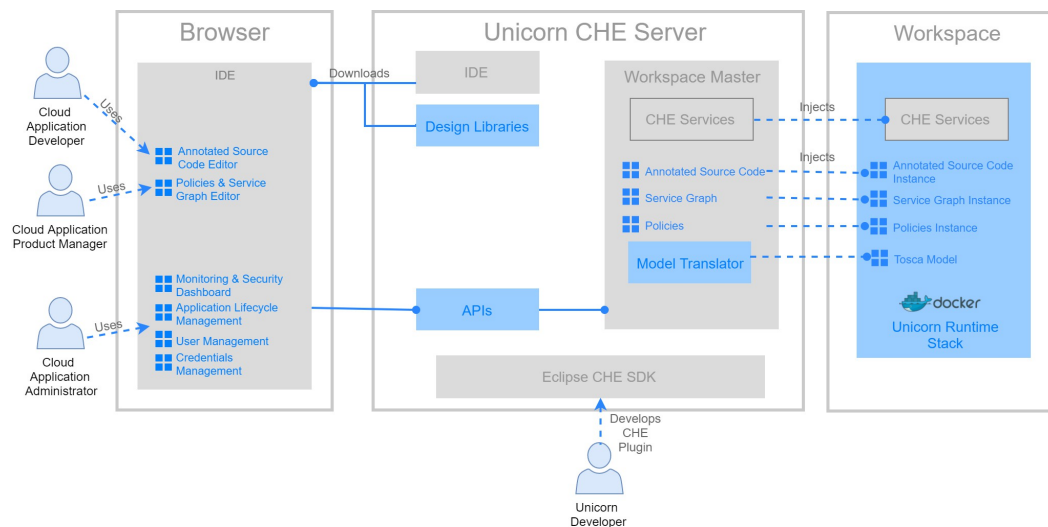 Browser
Unicorn CHE Server
Workspace
IDE
Downloads
IDE
Design Libraries
Workspace Master
CHE Services
Injects
CHE Services
Uses
Cloud
Application
Developer
Annotated Source
Code Editor
Uses
Policies & Service
Graph Editor
Cloud Application
Product Manager
Annotated Source Code
Injects
Annotated Source Code
Instance
Service Graph
Service Graph Instance
Policies
Policies Instance
Model Translator
Tosca Model
Monitoring & Security
Dashboard
Application Lifecycle
Management
User Management
Credentials
Management
Uses
Cloud
Application
Administrator
APIs
docker
Unicorn Runtime
Stack
Eclipse CHE SDK
Develops
CHE
Plugin
Unicorn
Developer